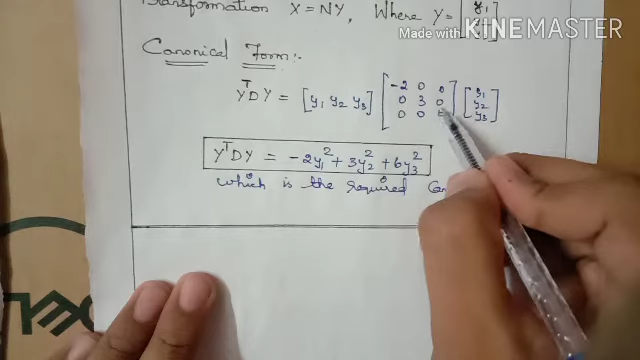 Transformation X = NY, Where Y = [y₁
Made with KINEMASTER
Canonical Form:
YᵀDY = [y₁ y₂ y₃] [-2 0 0
0 3 0
0 0 6] [y₁
y₂
y₃]
YᵀDY = -2y₁² + 3y₂² + 6y₃²
which is the required